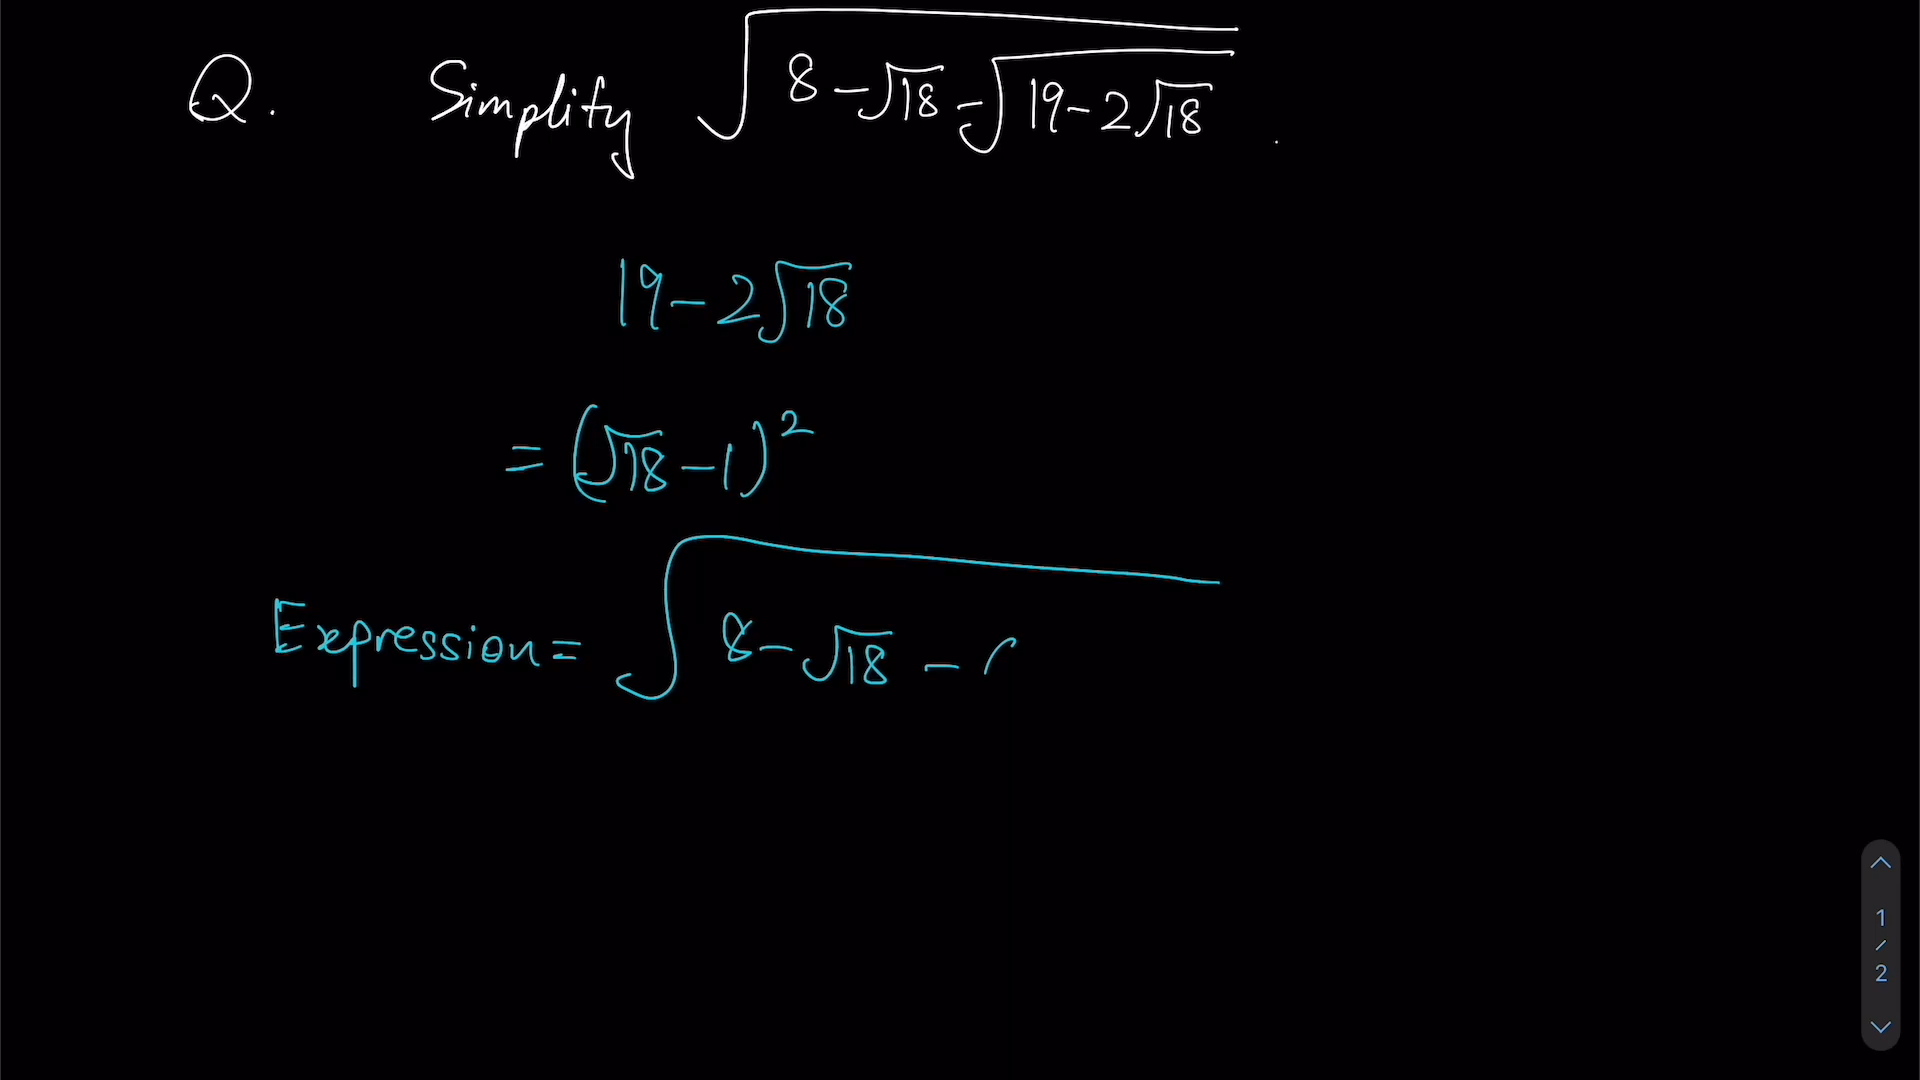 Q. Simplify √(8-√18-√(19-2√18)) .
19-2√18
= (√18-1)²
Expression = √(8-√18 - (
1
/
2